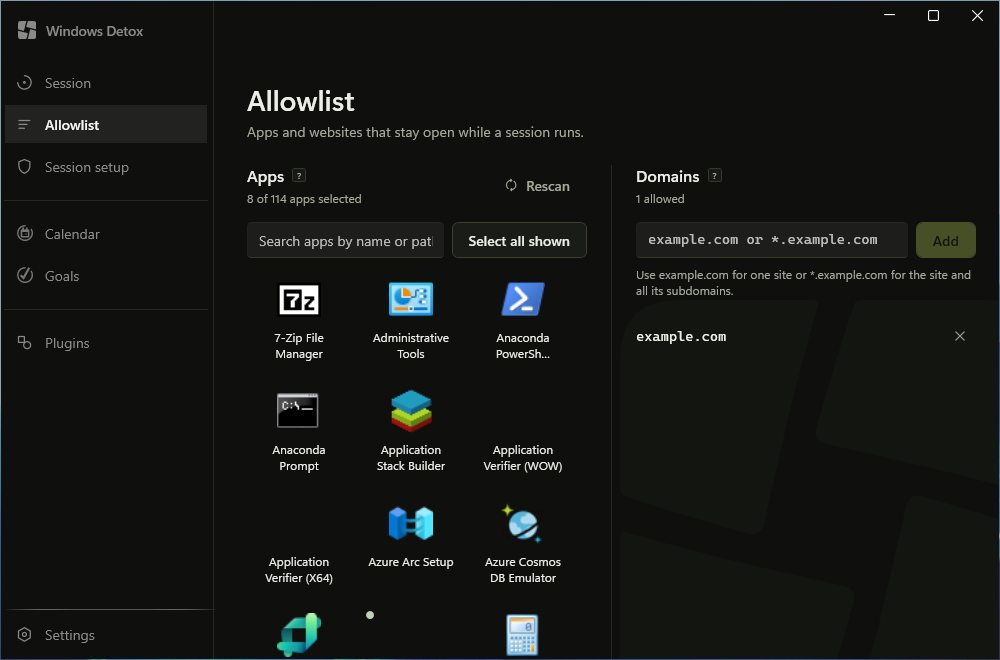 Windows Detox
Session
Allowlist
Session setup
Calendar
Goals
Plugins
Settings
Allowlist
Apps and websites that stay open while a session runs.
Apps ?
8 of 114 apps selected
Rescan
Search apps by name or pat
Select all shown
7z
7-Zip File
Manager
Administrative
Tools
Anaconda
PowerSh...
C:\
Anaconda
Prompt
Application
Stack Builder
Application
Verifier (WOW)
Application
Verifier (X64)
Azure Arc Setup
Azure Cosmos
DB Emulator
0
Domains ?
1 allowed
example.com or *.example.com
Add
Use example.com for one site or *.example.com for the site and
all its subdomains.
example.com